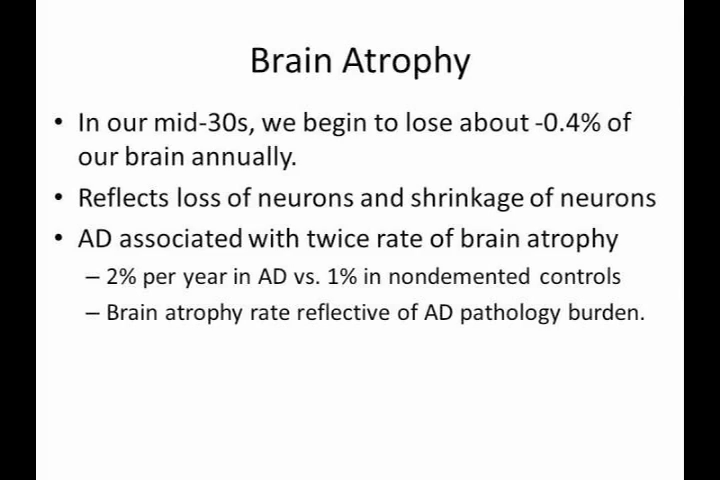 Brain Atrophy
• In our mid-30s, we begin to lose about -0.4% of
our brain annually.
• Reflects loss of neurons and shrinkage of neurons
• AD associated with twice rate of brain atrophy
– 2% per year in AD vs. 1% in nondemented controls
– Brain atrophy rate reflective of AD pathology burden.